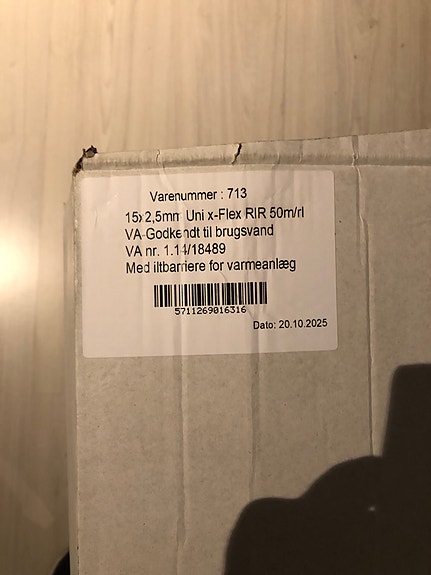 Varenummer : 713
15x2,5mm Uni x-Flex RIR 50m/rl
VA-Godkendt til brugsvand
VA nr. 1.14/18489
Med iltbarriere for varmeanlæg
5711269016316
Dato: 20.10.2025